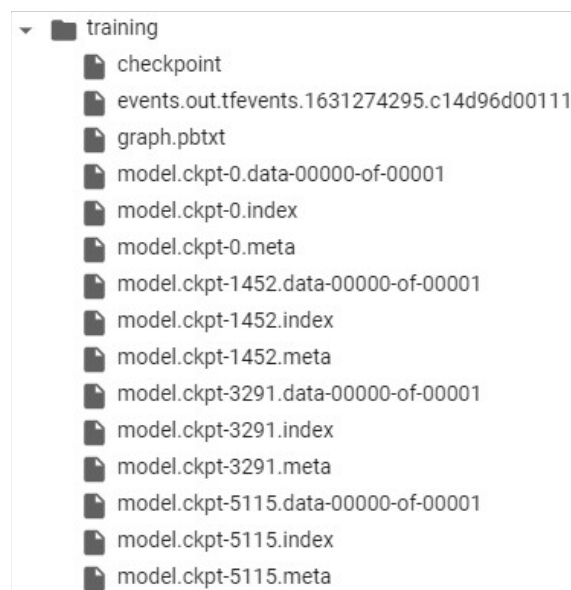 training
checkpoint
events.out.tfevents.1631274295.c14d96d00111
graph.pbtxt
model.ckpt-0.data-00000-of-00001
model.ckpt-0.index
model.ckpt-0.meta
model.ckpt-1452.data-00000-of-00001
model.ckpt-1452.index
model.ckpt-1452.meta
model.ckpt-3291.data-00000-of-00001
model.ckpt-3291.index
model.ckpt-3291.meta
model.ckpt-5115.data-00000-of-00001
model.ckpt-5115.index
model.ckpt-5115.meta